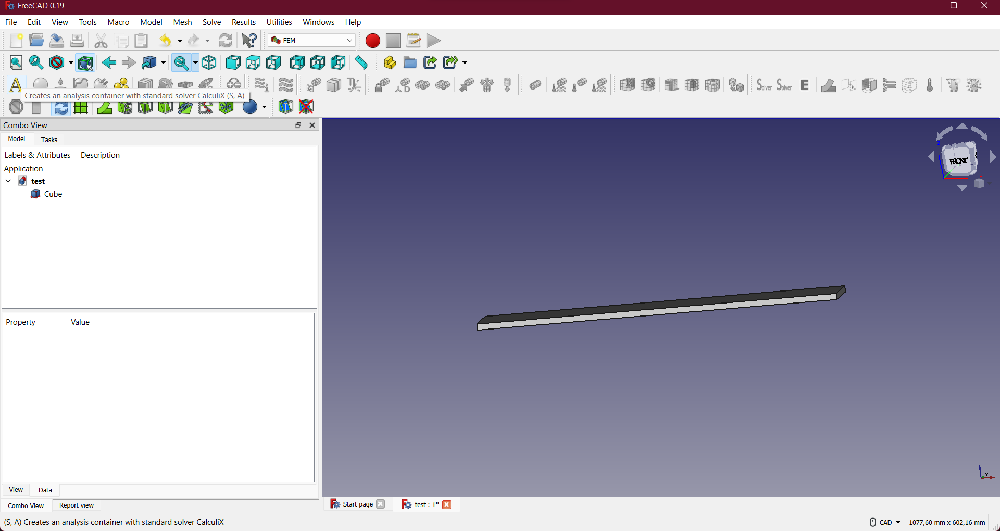 FreeCAD 0.19
File Edit View Tools Macro Model Mesh Solve Results Utilities Windows Help
FEM
A D N G Solver Solver E
Creates an analysis container with standard solver CalculiX (S, A)
S
Combo View
Model Tasks
Labels & Attributes Description
Application
test
Cube
Property Value
View Data
Combo View Report view
Z
FRONT
Z
Y X
Start page test : 1*
(S, A) Creates an analysis container with standard solver CalculiX
CAD 1077,60 mm x 602,16 mm